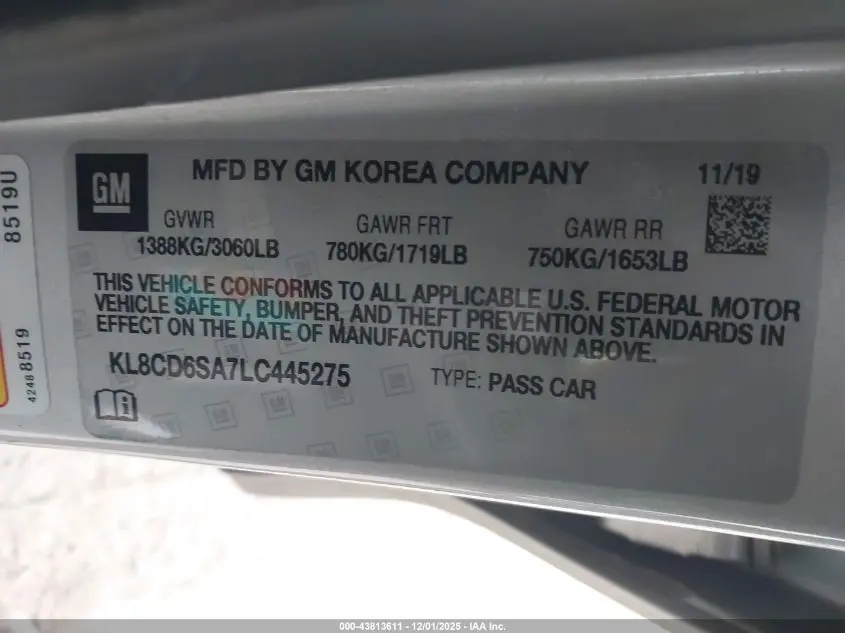 GM
MFD BY GM KOREA COMPANY 11/19
GVWR GAWR FRT GAWR RR
1388KG/3060LB 780KG/1719LB 750KG/1653LB
THIS VEHICLE CONFORMS TO ALL APPLICABLE U.S. FEDERAL MOTOR
VEHICLE SAFETY, BUMPER, AND THEFT PREVENTION STANDARDS IN
EFFECT ON THE DATE OF MANUFACTURE SHOWN ABOVE.
KL8CD6SA7LC445275 TYPE: PASS CAR
8519U
4248 8519
000-43813611 - 12/01/2025 - IAA Inc.